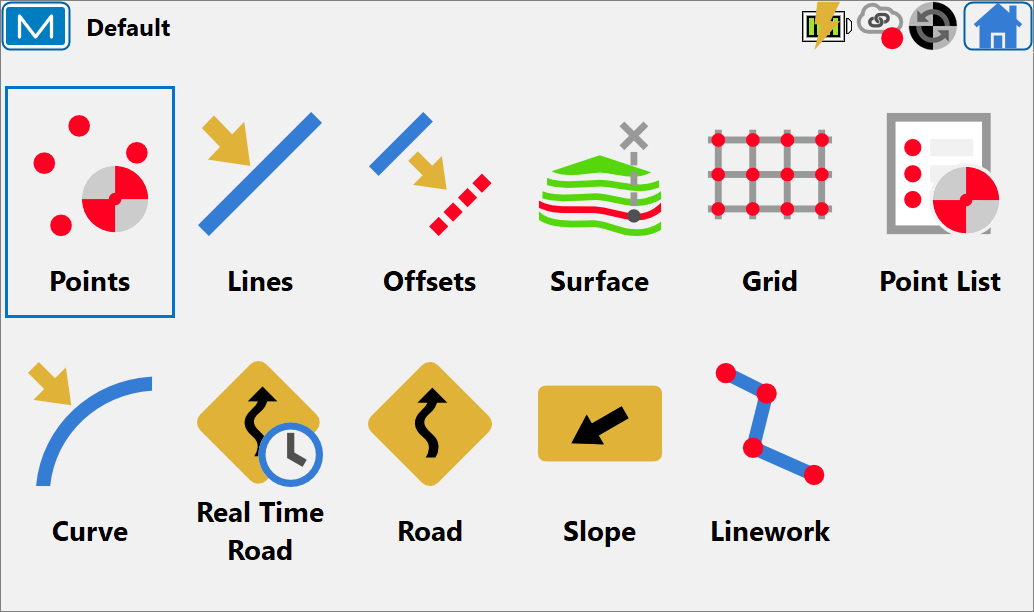 Default
Points
Lines
Offsets
Surface
Grid
Point List
Curve
Real Time
Road
Road
Slope
Linework